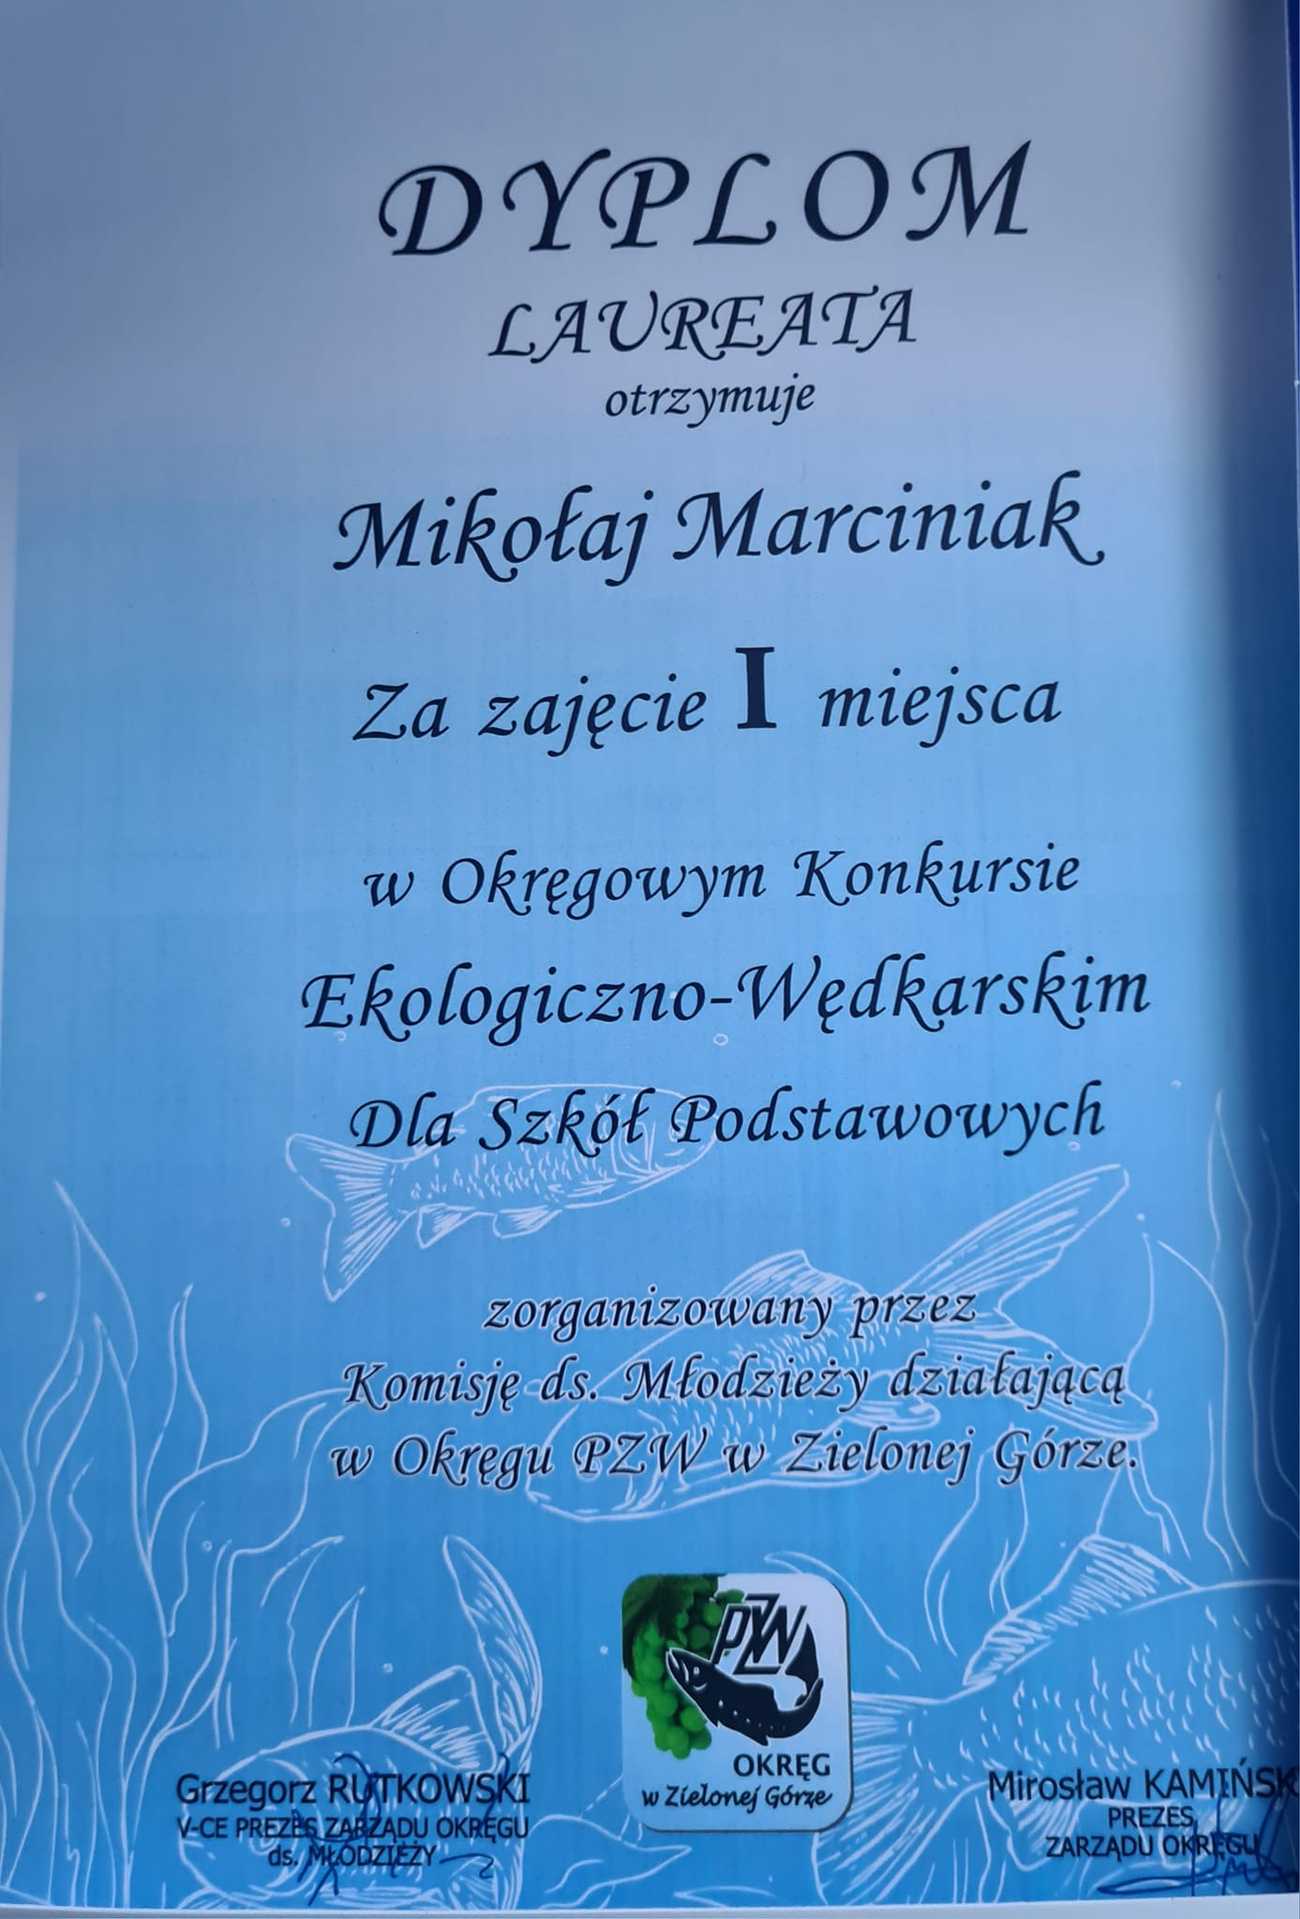 DYPLOM
LAUREATA
otrzymuje
Mikołaj Marciniak
Za zajęcie I miejsca
w Okręgowym Konkursie
Ekologiczno-Wędkarskim
Dla Szkół Podstawowych
zorganizowany przez
Komisję ds. Młodzieży działającą
w Okręgu PZW w Zielonej Górze.
PZW
OKRĘG
w Zielonej Górze
Grzegorz RUTKOWSKI
V-CE PREZES ZARZĄDU OKRĘGU
ds. MŁODZIEŻY
Mirosław KAMIŃSK
PREZES
ZARZĄDU OKRĘGU